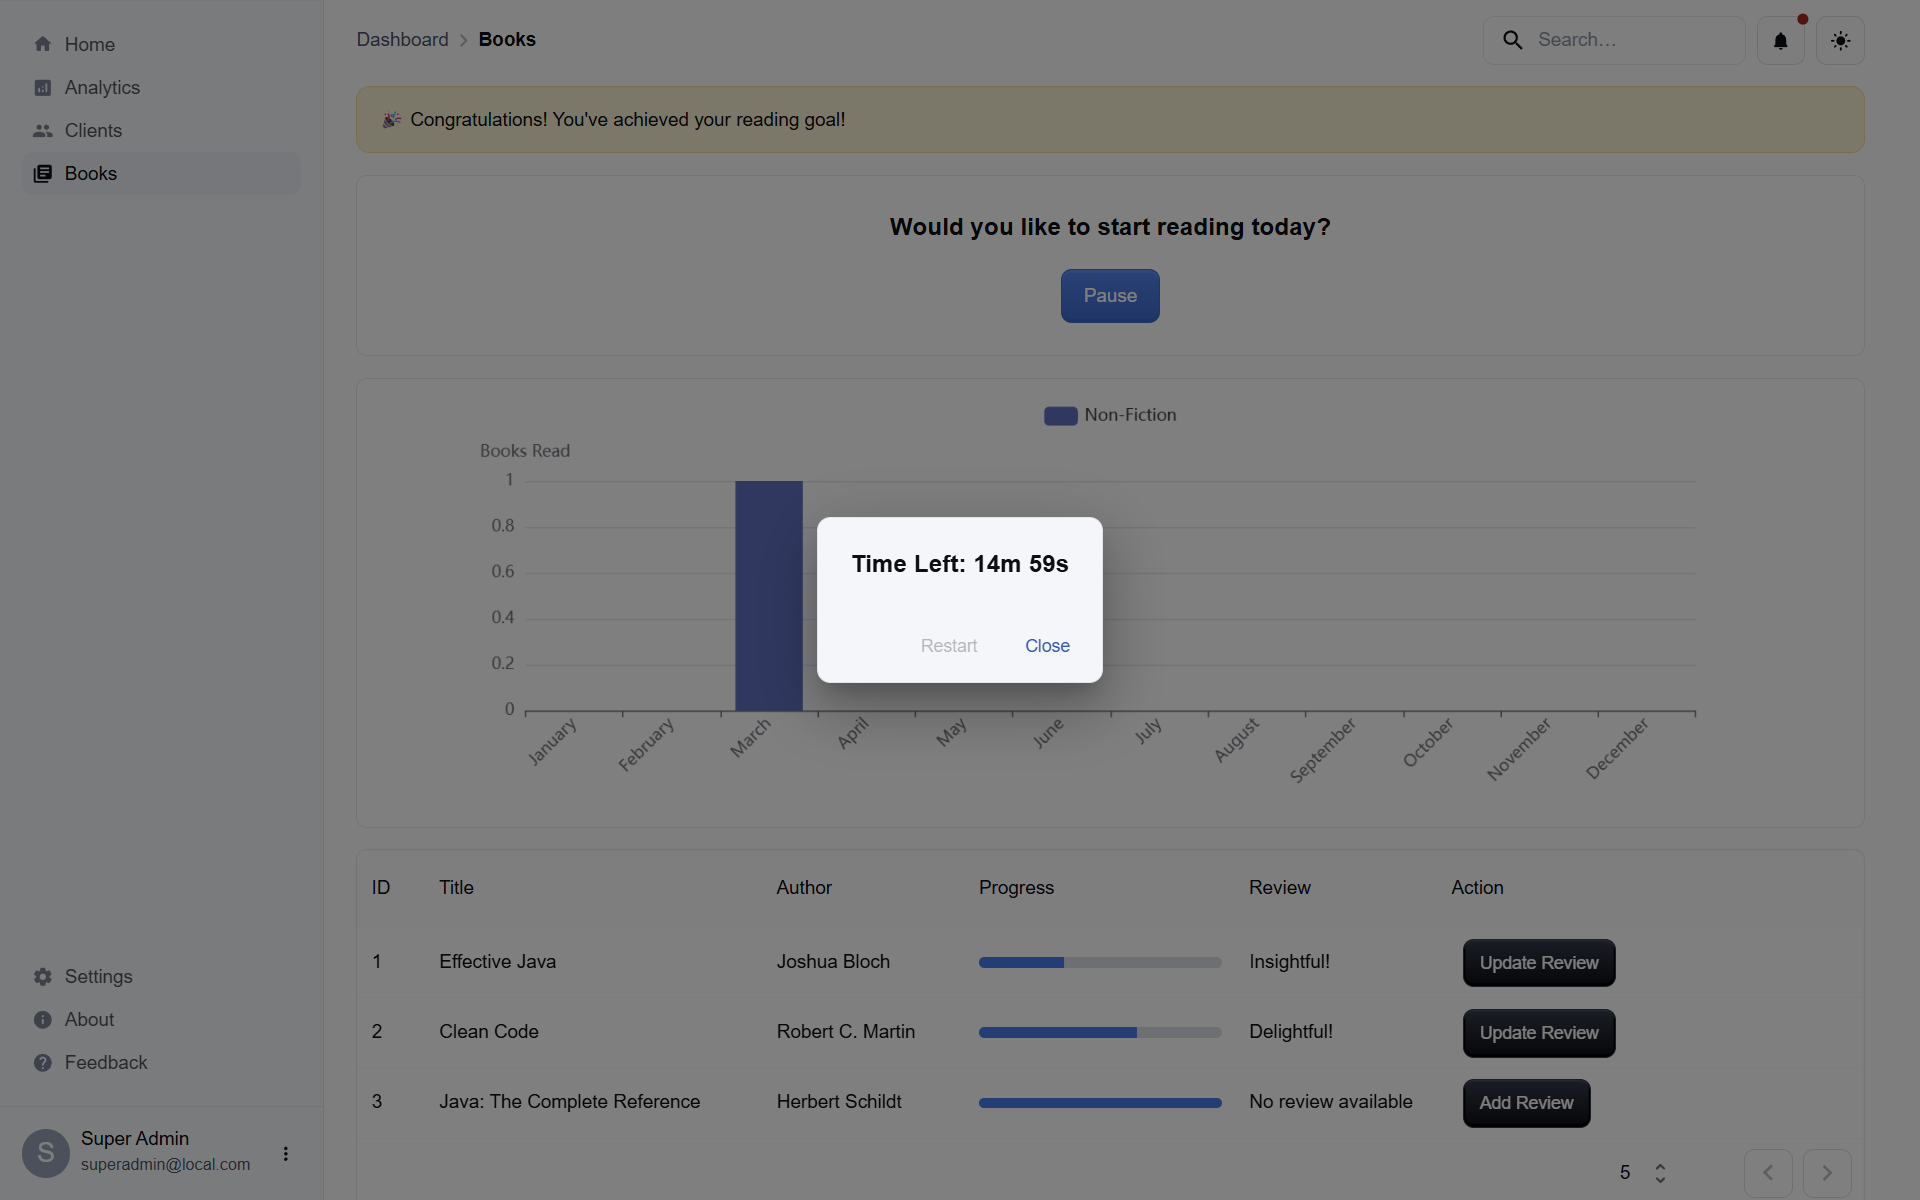 Home
Analytics
Clients
Books
Settings
About
Feedback
S
Super Admin
superadmin@local.com
Dashboard
Books
Search…
Congratulations! You've achieved your reading goal!
Would you like to start reading today?
Pause
Non-Fiction
Books Read
1
0.8
0.6
0.4
0.2
0
January
February
March
April
May
June
July
August
September
October
November
December
Time Left: 14m 59s
Restart
Close
ID Title Author Progress Review Action
1 Effective Java Joshua Bloch Insightful! Update Review
2 Clean Code Robert C. Martin Delightful! Update Review
3 Java: The Complete Reference Herbert Schildt No review available Add Review
5